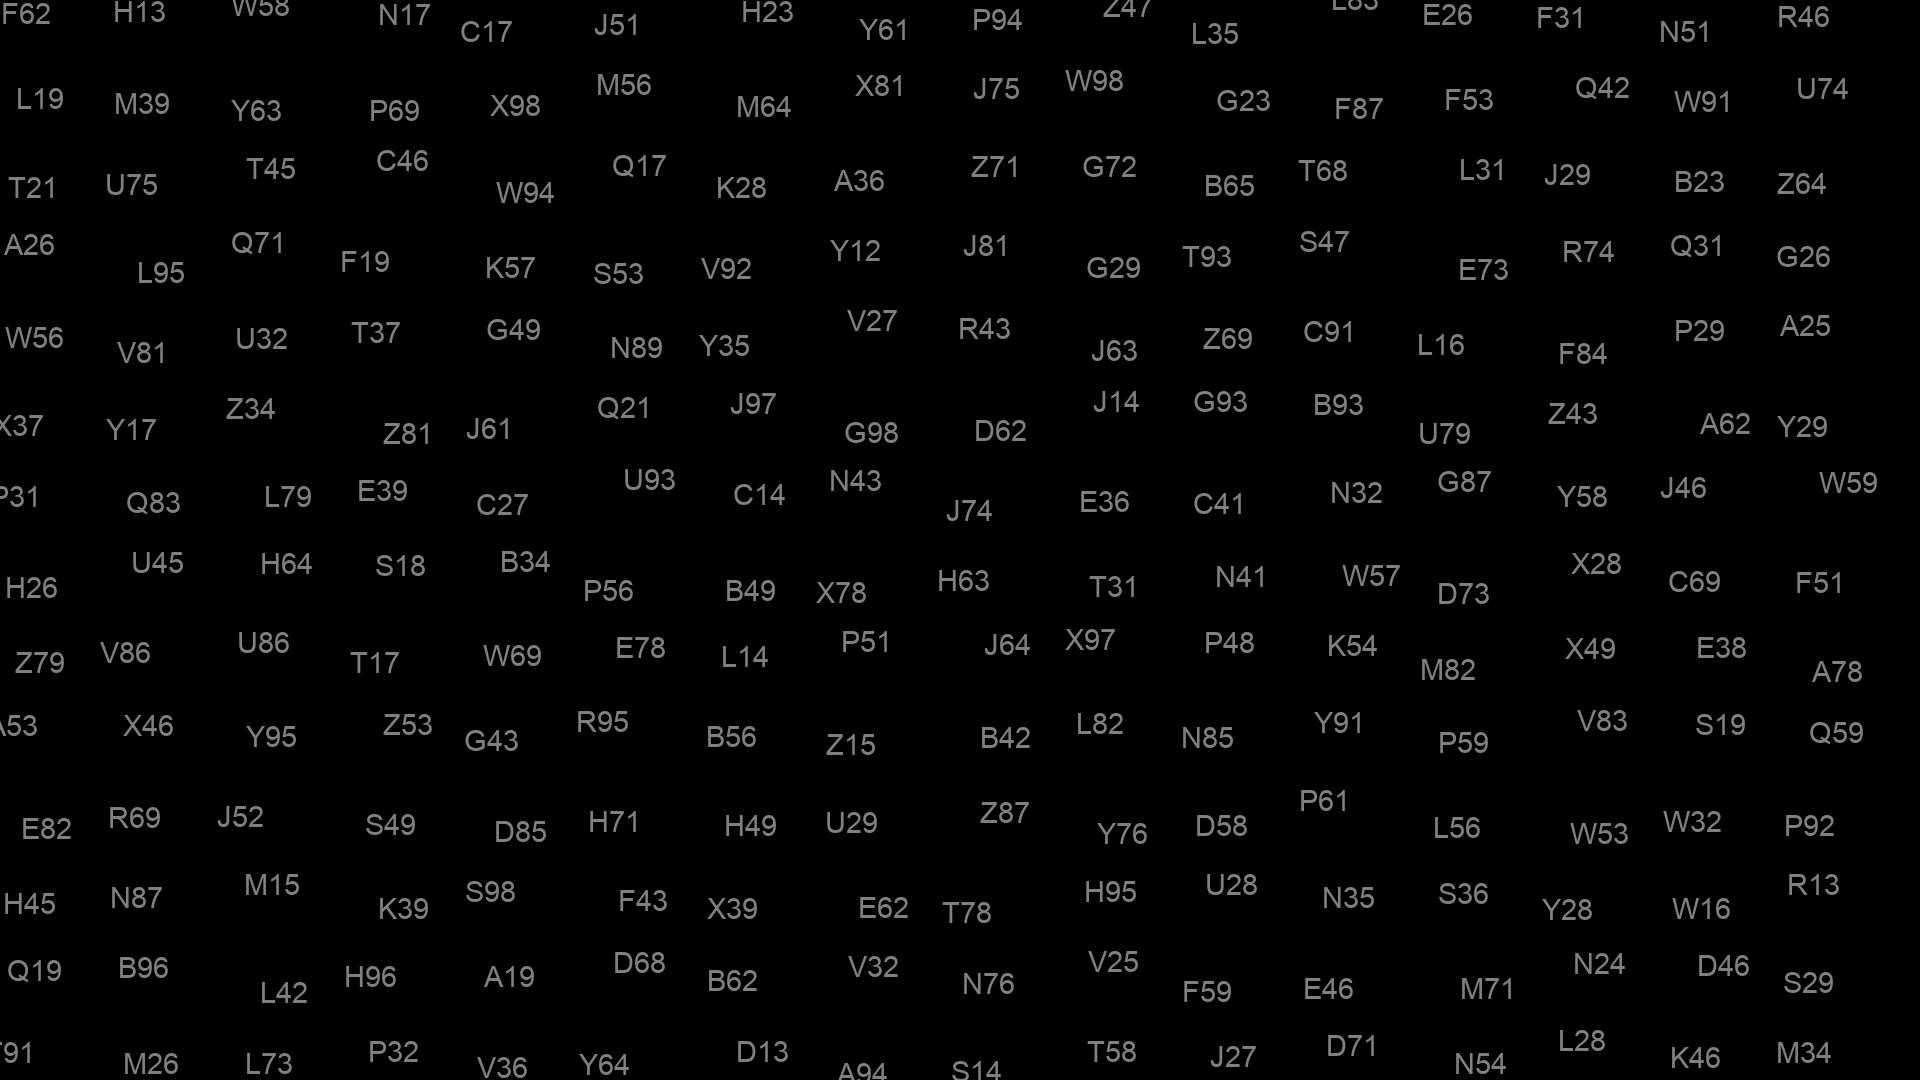 F62 H13 W58 N17 C17 J51 H23 Y61 P94 Z47 L35 L83 E26 F31 N51 R46
L19 M39 Y63 P69 X98 M56 M64 X81 J75 W98 G23 F87 F53 Q42 W91 U74
T21 U75 T45 C46 W94 Q17 K28 A36 Z71 G72 B65 T68 L31 J29 B23 Z64
A26 L95 Q71 F19 K57 S53 V92 Y12 J81 G29 T93 S47 E73 R74 Q31 G26
W56 V81 U32 T37 G49 N89 Y35 V27 R43 J63 Z69 C91 L16 F84 P29 A25
X37 Y17 Z34 Z81 J61 Q21 J97 G98 D62 J14 G93 B93 U79 Z43 A62 Y29
P31 Q83 L79 E39 C27 U93 C14 N43 J74 E36 C41 N32 G87 Y58 J46 W59
H26 U45 H64 S18 B34 P56 B49 X78 H63 T31 N41 W57 D73 X28 C69 F51
Z79 V86 U86 T17 W69 E78 L14 P51 J64 X97 P48 K54 M82 X49 E38 A78
A53 X46 Y95 Z53 G43 R95 B56 Z15 B42 L82 N85 Y91 P59 V83 S19 Q59
E82 R69 J52 S49 D85 H71 H49 U29 Z87 Y76 D58 P61 L56 W53 W32 P92
H45 N87 M15 K39 S98 F43 X39 E62 T78 H95 U28 N35 S36 Y28 W16 R13
Q19 B96 L42 H96 A19 D68 B62 V32 N76 V25 F59 E46 M71 N24 D46 S29
M26 L73 P32 V36 Y64 D13 A94 S14 T58 J27 D71 N54 L28 K46 M34